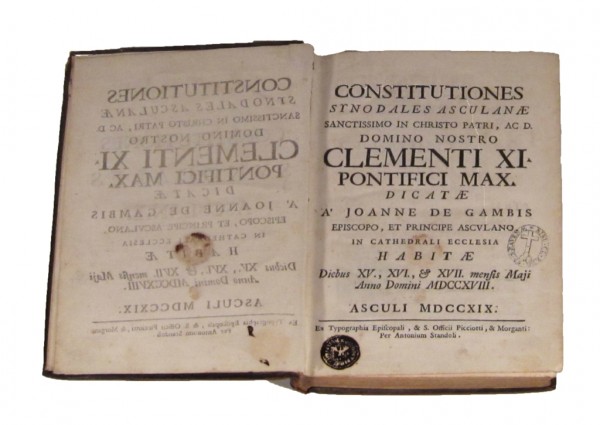 CONSTITUTIONES
SYNODALES ASCULANÆ
SANCTISSIMO IN CHRISTO PATRI, AC D.
DOMINO NOSTRO
CLEMENTI XI.
PONTIFICI MAX.
DICATÆ
A' JOANNE DE GAMBIS
EPISCOPO, ET PRINCIPE ASCULANO,
IN CATHEDRALI ECCLESIA
HABITÆ
Diebus XV., XVI., & XVII. mensis Maji
Anno Domini MDCCXVIII.
ASCULI MDCCXIX.
Ex Typographia Episcopali, & S. Officii Picciotti, & Morganti:
Per Antonium Standoli.